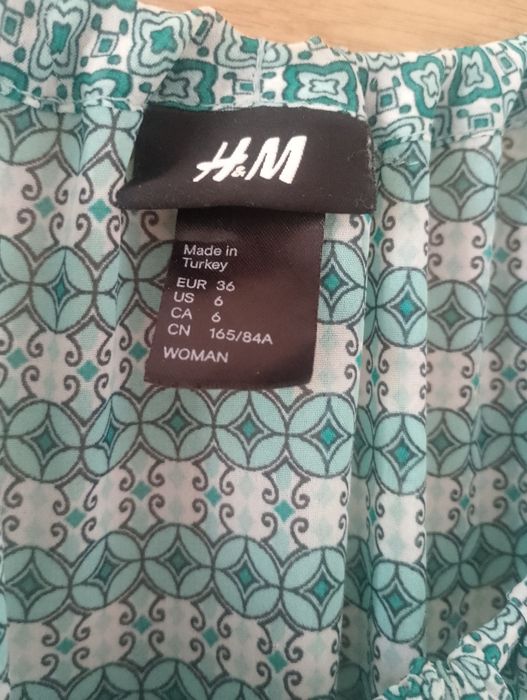 H&M
Made in
Turkey
EUR 36
US 6
CA 6
CN 165/84A
WOMAN